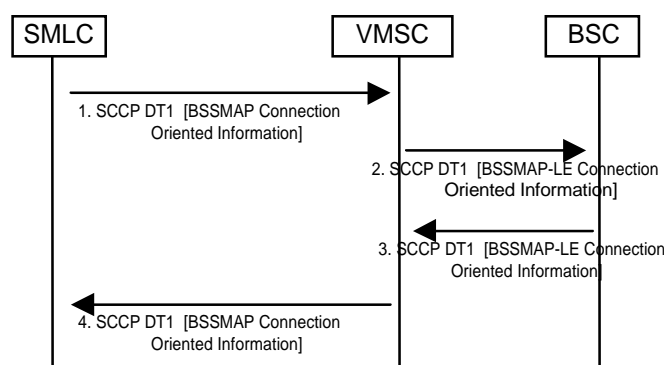 SMLC
VMSC
BSC
1. SCCP DT1 [BSSMAP Connection
Oriented Information]
2. SCCP DT1 [BSSMAP-LE Connection
Oriented Information]
3. SCCP DT1 [BSSMAP-LE Connection
Oriented Information]
4. SCCP DT1 [BSSMAP Connection
Oriented Information]